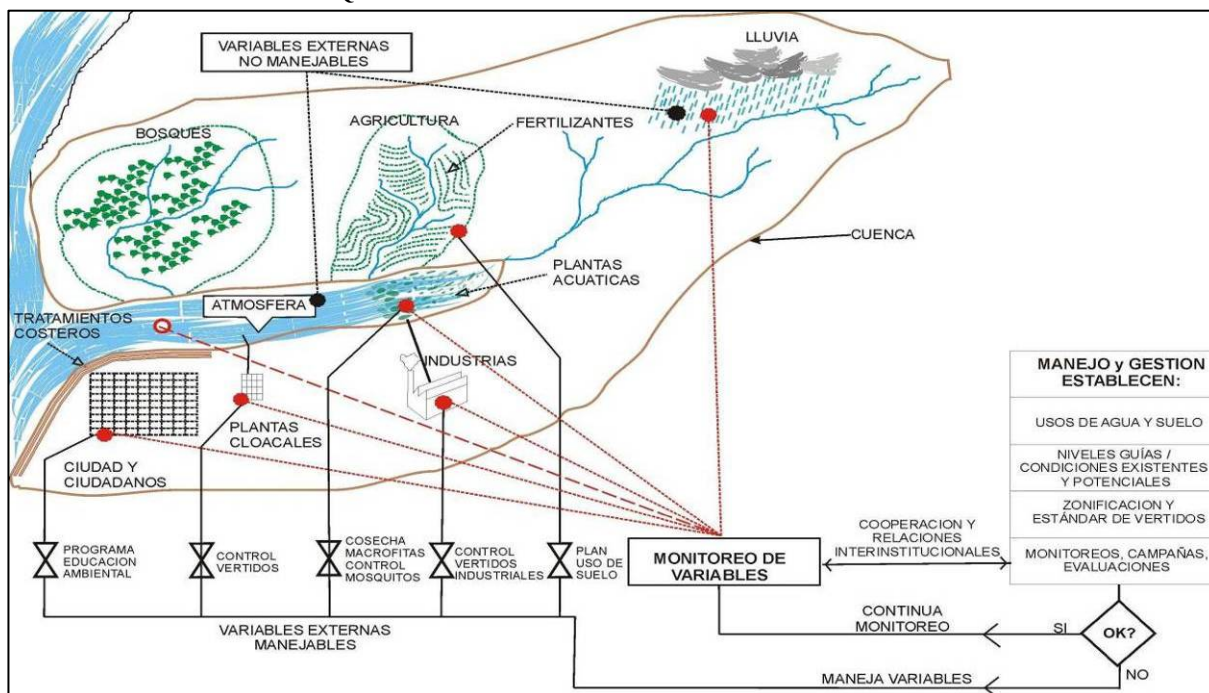 VARIABLES EXTERNAS
NO MANEJABLES
LLUVIA
BOSQUES
AGRICULTURA
FERTILIZANTES
CUENCA
PLANTAS
ACUATICAS
ATMOSFERA
TRATAMIENTOS
COSTEROS
INDUSTRIAS
PLANTAS
CLOACALES
CIUDAD Y
CIUDADANOS
MANEJO y GESTION
ESTABLECEN:
USOS DE AGUA Y SUELO
NIVELES GUÍAS /
CONDICIONES EXISTENTES
Y POTENCIALES
ZONIFICACION Y
ESTÁNDAR DE VERTIDOS
MONITOREOS, CAMPAÑAS,
EVALUACIONES
COOPERACION Y
RELACIONES
INTERINSTITUCIONALES
MONITOREO DE
VARIABLES
PROGRAMA
EDUCACION
AMBIENTAL
CONTROL
VERTIDOS
COSECHA
MACROFITAS
CONTROL
MOSQUITOS
CONTROL
VERTIDOS
INDUSTRIALES
PLAN
USO DE
SUELO
VARIABLES EXTERNAS
MANEJABLES
CONTINUA
MONITOREO
SI
OK?
NO
MANEJA VARIABLES